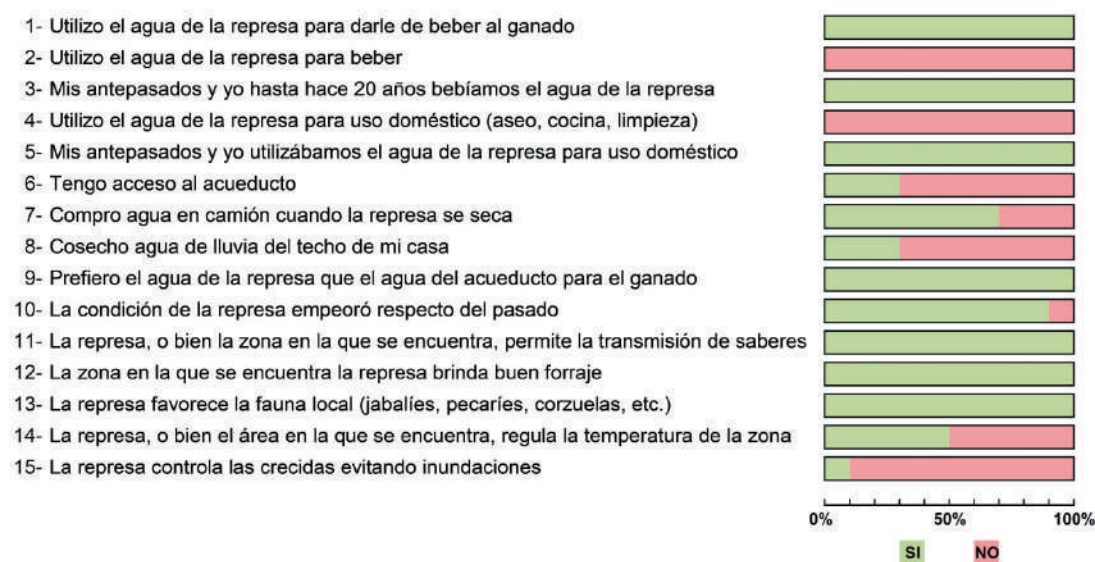 1- Utilizo el agua de la represa para darle de beber al ganado
2- Utilizo el agua de la represa para beber
3- Mis antepasados y yo hasta hace 20 años bebíamos el agua de la represa
4- Utilizo el agua de la represa para uso doméstico (aseo, cocina, limpieza)
5- Mis antepasados y yo utilizábamos el agua de la represa para uso doméstico
6- Tengo acceso al acueducto
7- Compro agua en camión cuando la represa se seca
8- Cosecho agua de lluvia del techo de mi casa
9- Prefiero el agua de la represa que el agua del acueducto para el ganado
10- La condición de la represa empeoró respecto del pasado
11- La represa, o bien la zona en la que se encuentra, permite la transmisión de saberes
12- La zona en la que se encuentra la represa brinda buen forraje
13- La represa favorece la fauna local (jabalíes, pecaríes, corzuelas, etc.)
14- La represa, o bien el área en la que se encuentra, regula la temperatura de la zona
15- La represa controla las crecidas evitando inundaciones
0% 50% 100%
SI NO